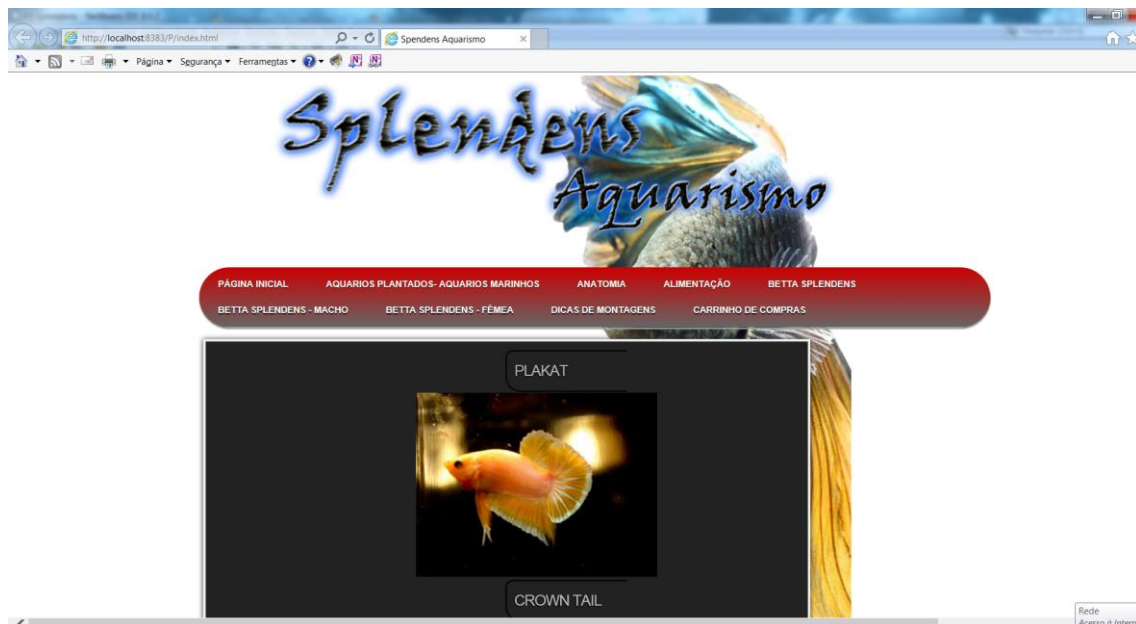 http://localhost:8383/P/index.html
Spendens Aquarismo
Página Segurança Ferramentas
Splendens
Aquarismo
PÁGINA INICIAL AQUARIOS PLANTADOS- AQUARIOS MARINHOS ANATOMIA ALIMENTAÇÃO BETTA SPLENDENS
BETTA SPLENDENS - MACHO BETTA SPLENDENS - FÊMEA DICAS DE MONTAGENS CARRINHO DE COMPRAS
PLAKAT
CROWN TAIL
Rede